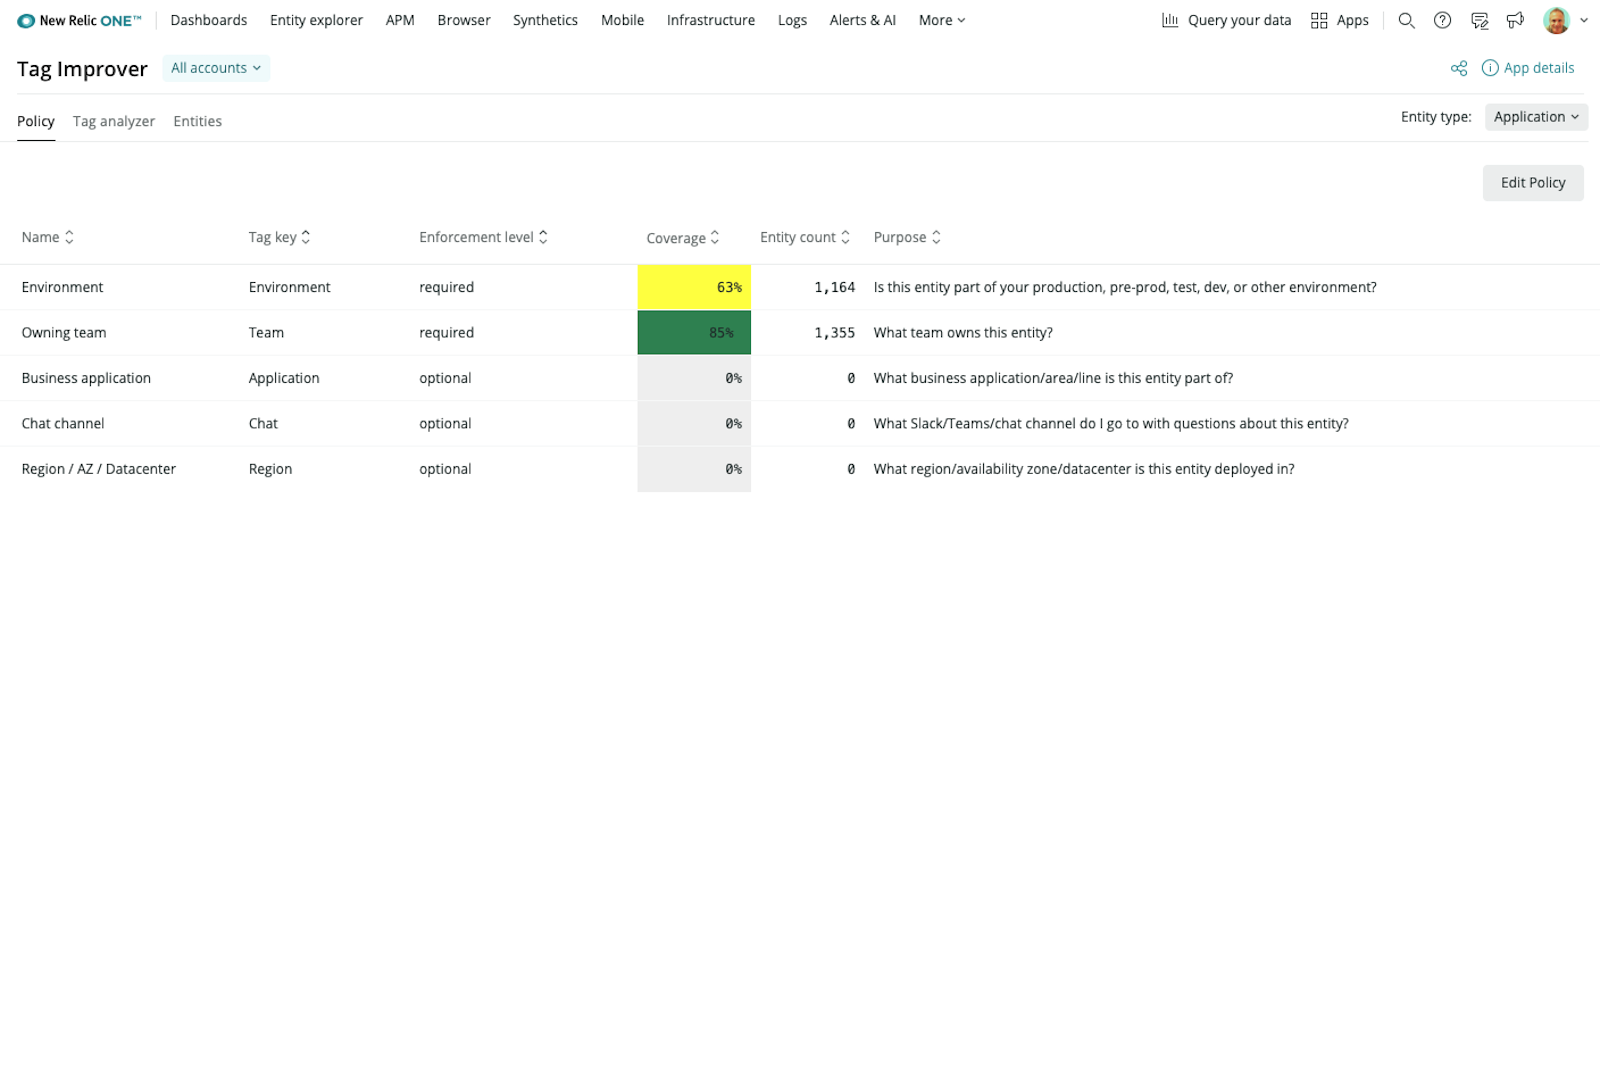 New Relic ONE™ Dashboards Entity explorer APM Browser Synthetics Mobile Infrastructure Logs Alerts & AI More Query your data Apps
Tag Improver All accounts App details
Policy Tag analyzer Entities Entity type: Application
Edit Policy
Name Tag key Enforcement level Coverage Entity count Purpose
Environment Environment required 63% 1,164 Is this entity part of your production, pre-prod, test, dev, or other environment?
Owning team Team required 85% 1,355 What team owns this entity?
Business application Application optional 0% 0 What business application/area/line is this entity part of?
Chat channel Chat optional 0% 0 What Slack/Teams/chat channel do I go to with questions about this entity?
Region / AZ / Datacenter Region optional 0% 0 What region/availability zone/datacenter is this entity deployed in?